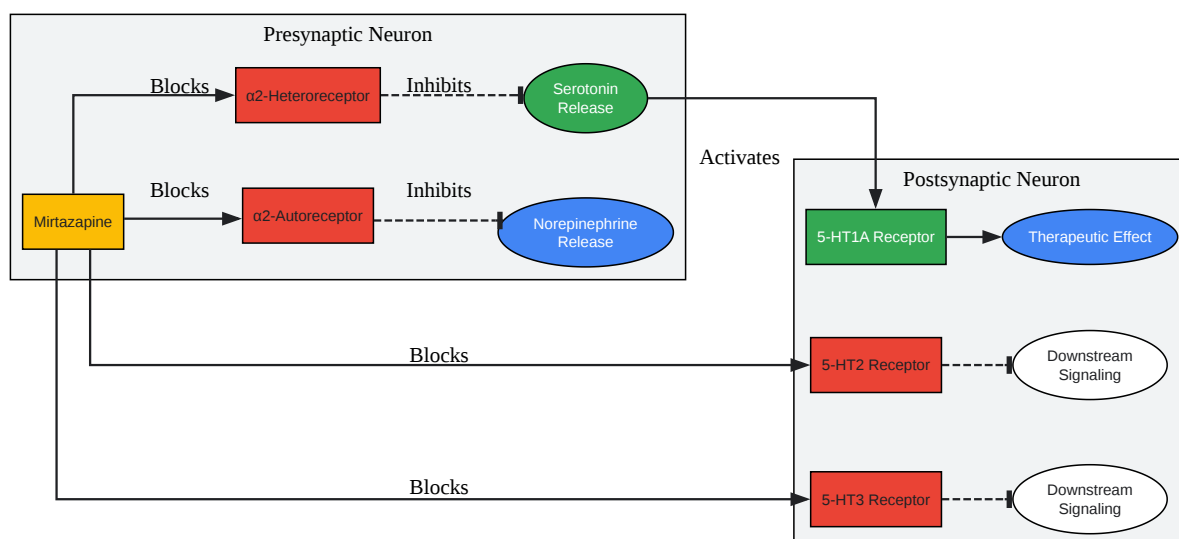 Presynaptic Neuron
Blocks
α2-Heteroreceptor
Inhibits
Serotonin
Release
Activates
Mirtazapine
Blocks
α2-Autoreceptor
Inhibits
Norepinephrine
Release
Postsynaptic Neuron
5-HT1A Receptor
Therapeutic Effect
Blocks
5-HT2 Receptor
Downstream
Signaling
Blocks
5-HT3 Receptor
Downstream
Signaling